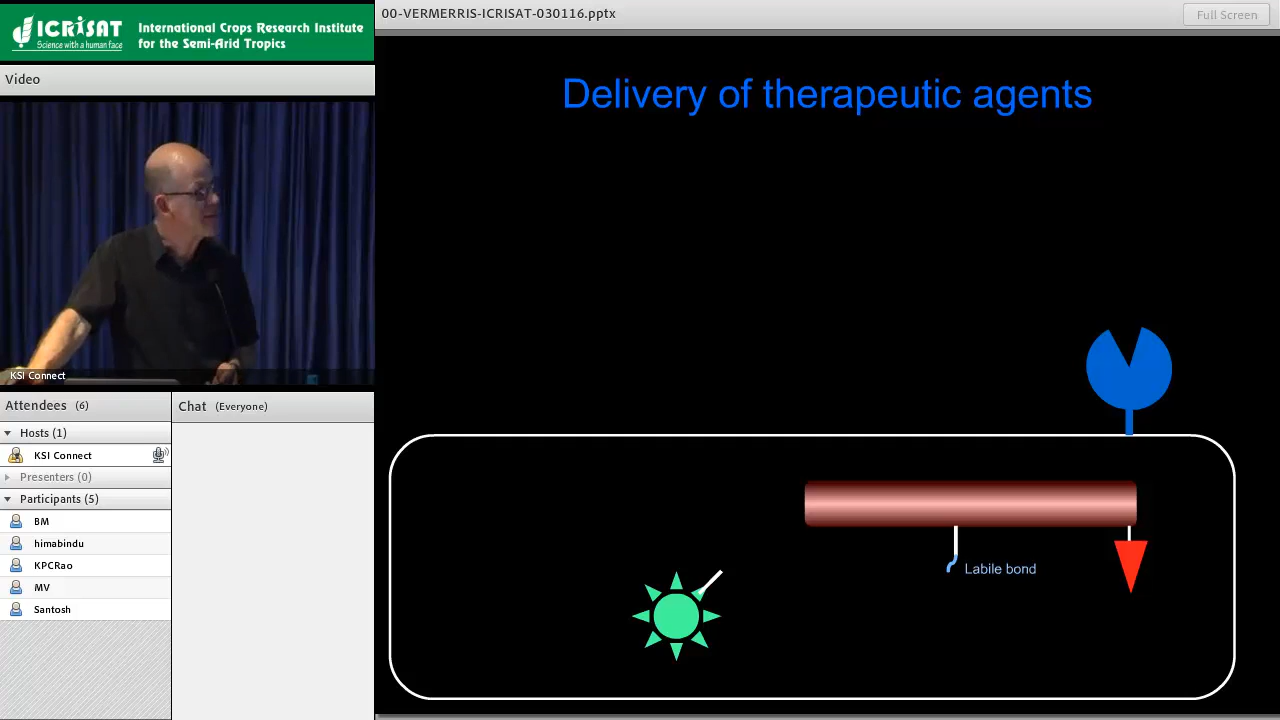 ICRISAT
Science with a human face
International Crops Research Institute
for the Semi-Arid Tropics
00-VERMERRIS-ICRISAT-030116.pptx
Full Screen
Video
KSI Connect
Attendees (6)
Hosts (1)
KSI Connect
Presenters (0)
Participants (5)
BM
himabindu
KPCRao
MV
Santosh
Chat (Everyone)
Delivery of therapeutic agents
Labile bond